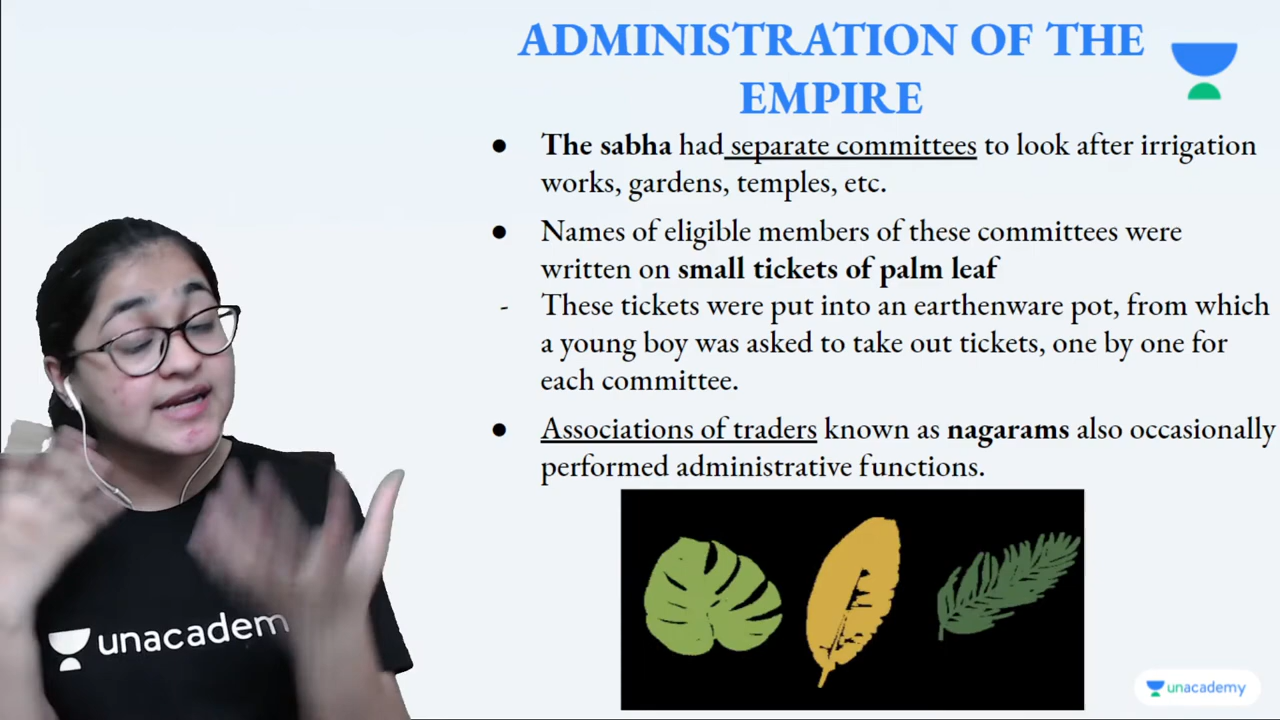 ADMINISTRATION OF THE
EMPIRE
● The sabha had separate committees to look after irrigation
works, gardens, temples, etc.
● Names of eligible members of these committees were
written on small tickets of palm leaf
- These tickets were put into an earthenware pot, from which
a young boy was asked to take out tickets, one by one for
each committee.
● Associations of traders known as nagarams also occasionally
performed administrative functions.
unacadem
unacademy